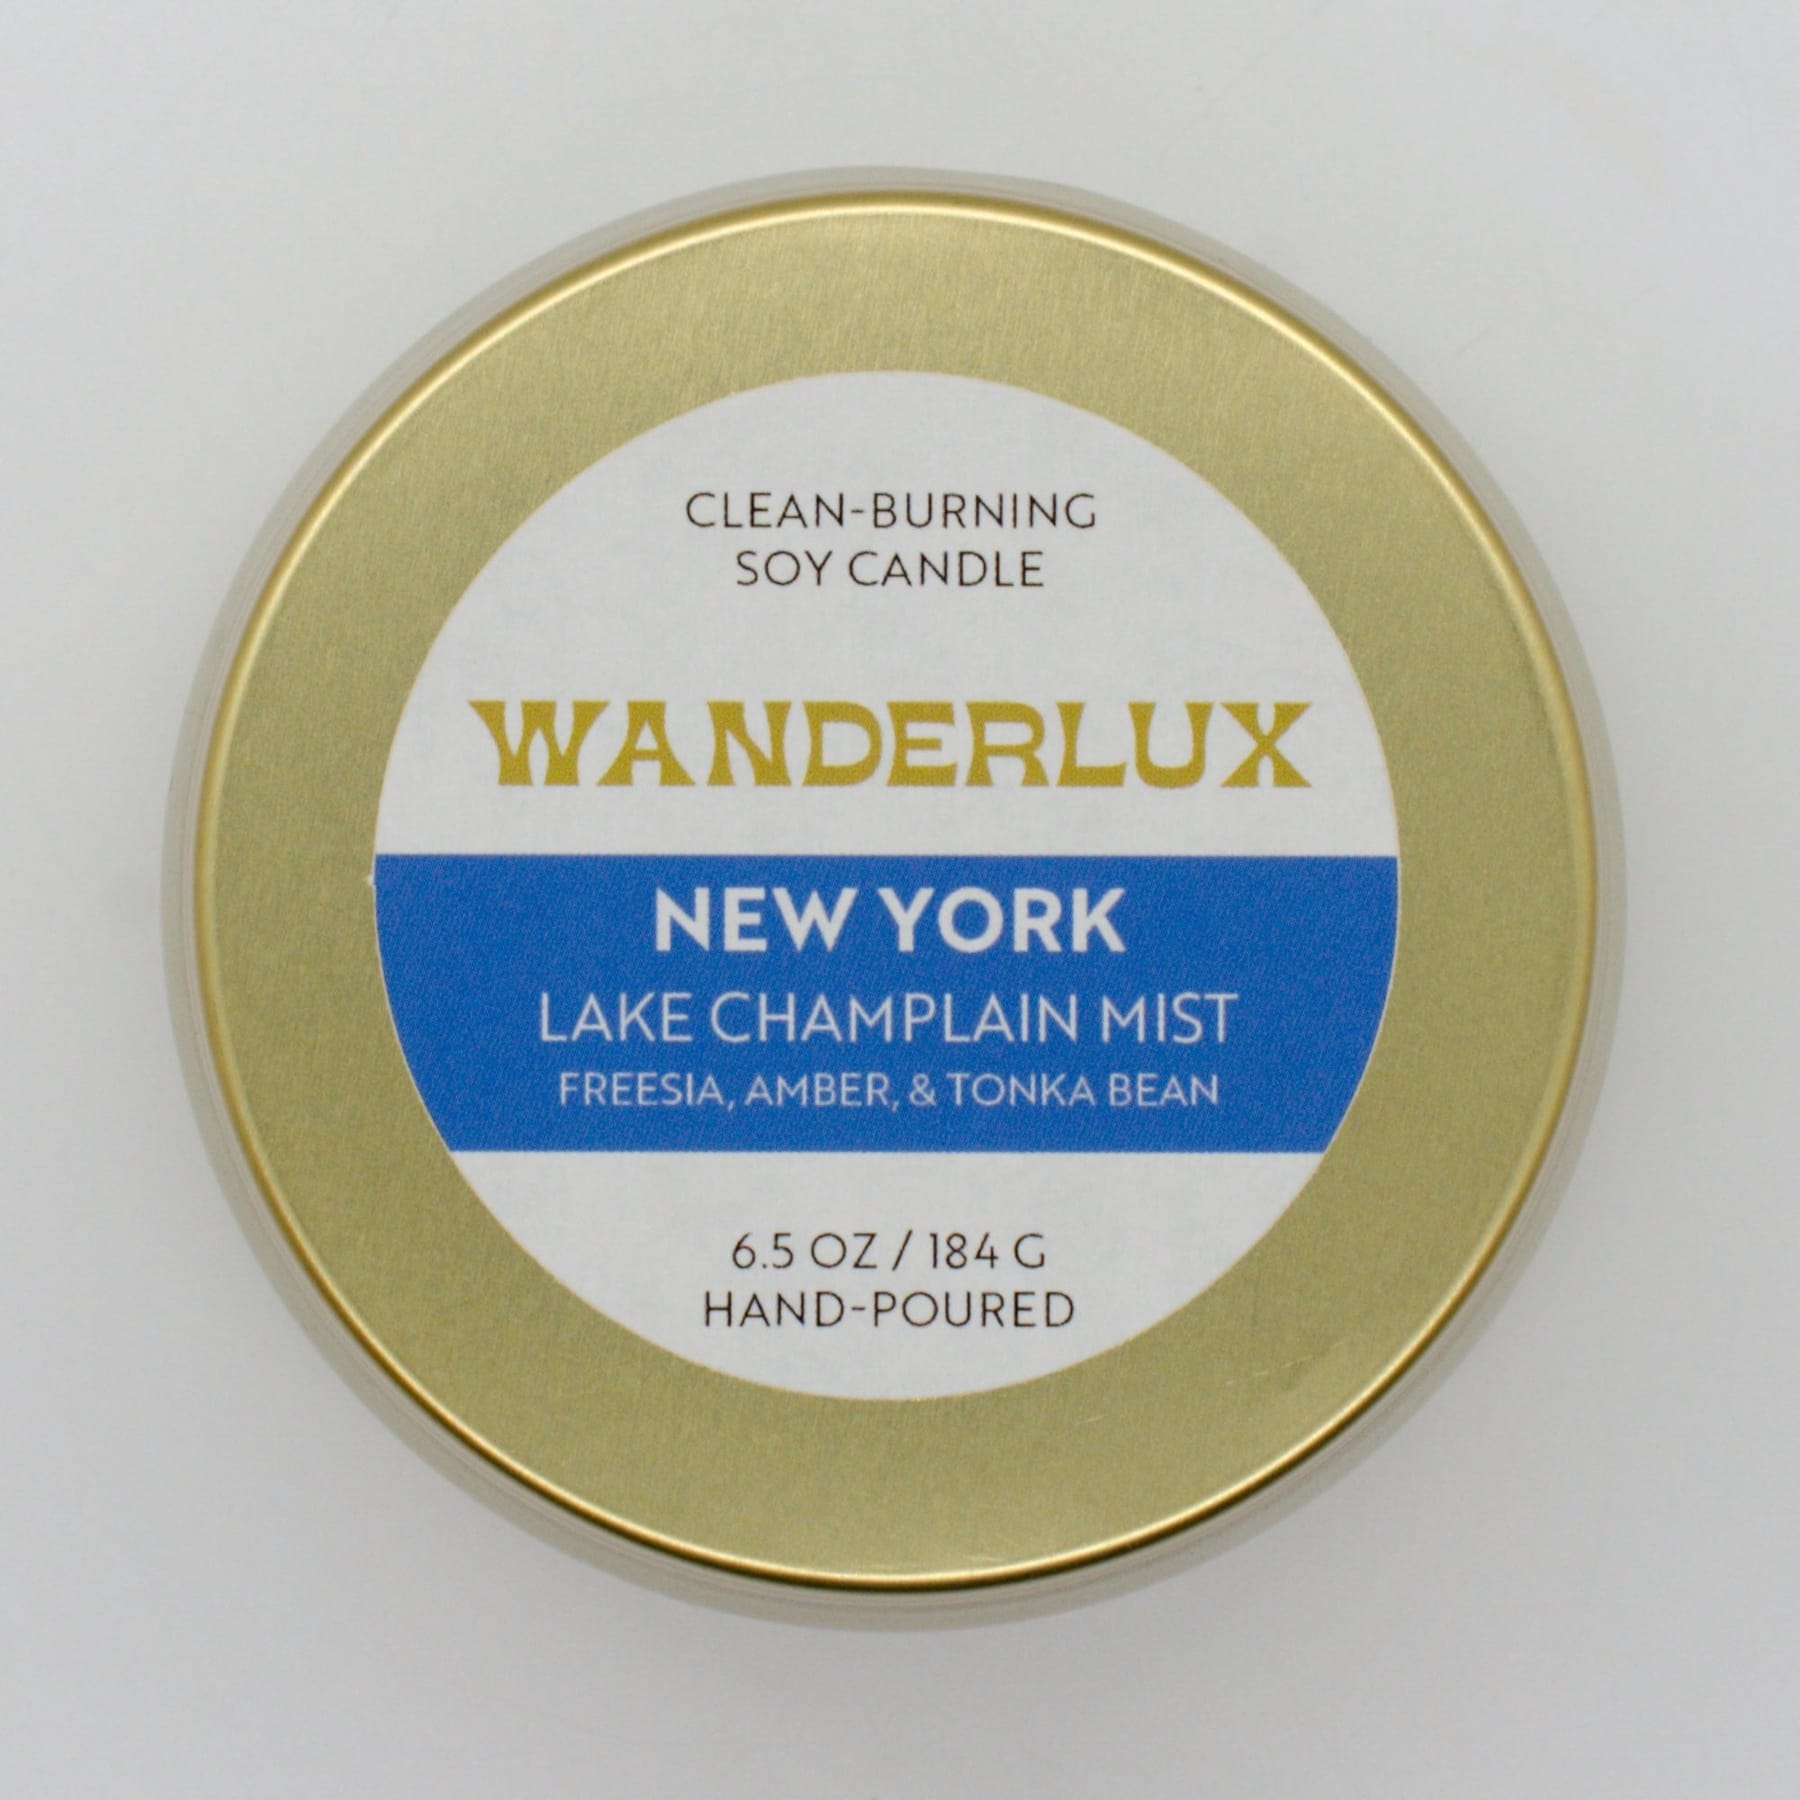 CLEAN-BURNING
SOY CANDLE
WANDERLUX
NEW YORK
LAKE CHAMPLAIN MIST
FREESIA, AMBER, & TONKA BEAN
6.5 OZ / 184 G
HAND-POURED